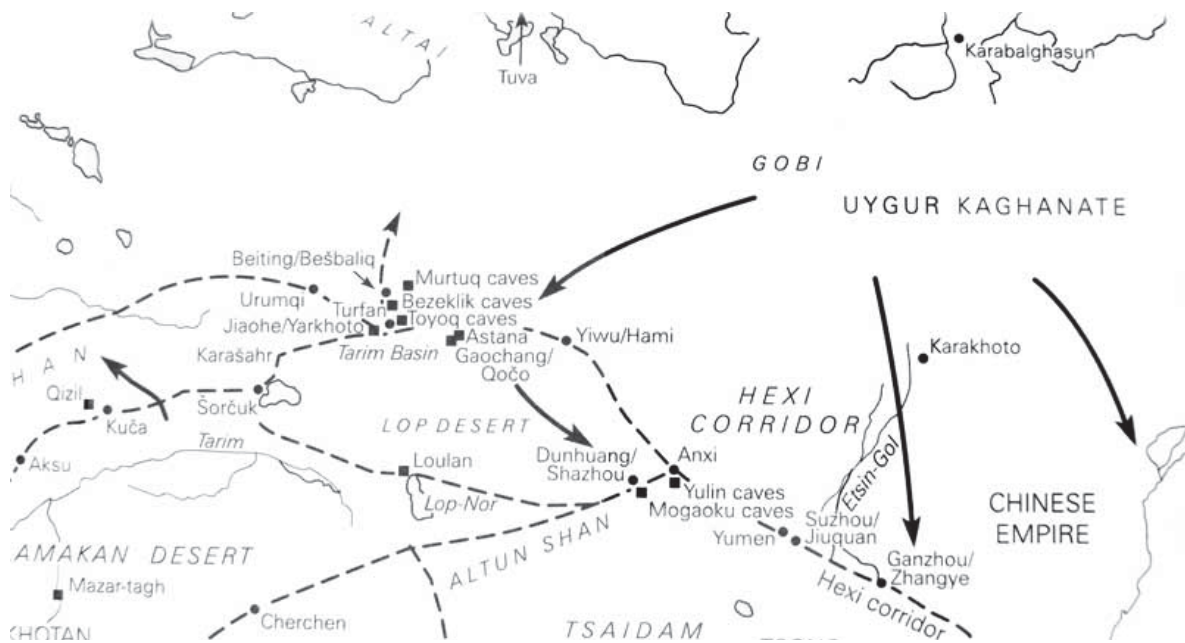 ALTAI
Tuva
Karabalghasun
GOBI
UYGUR KAGHANATE
Beiting/Bešbaliq
Murtuq caves
Urumqi
Turfan
Bezeklik caves
Jiaohe/Yarkhoto
Toyoq caves
Karašahr
Tarim Basin
Astana
Gaochang/
Qočo
Yiwu/Hami
Karakhoto
HAN
Qizil
Šorčuk
Kuča
HEXI
CORRIDOR
LOP DESERT
Tarim
Aksu
Loulan
Dunhuang/
Shazhou
Anxi
Etsin-Gol
Lop-Nor
Yulin caves
Mogaoku caves
CHINESE
EMPIRE
AMAKAN DESERT
ALTUN SHAN
Yumen
Suzhou/
Jiuquan
Ganzhou/
Zhangye
Mazar-tagh
Hexi corridor
Cherchen
KHOTAN
TSAIDAM